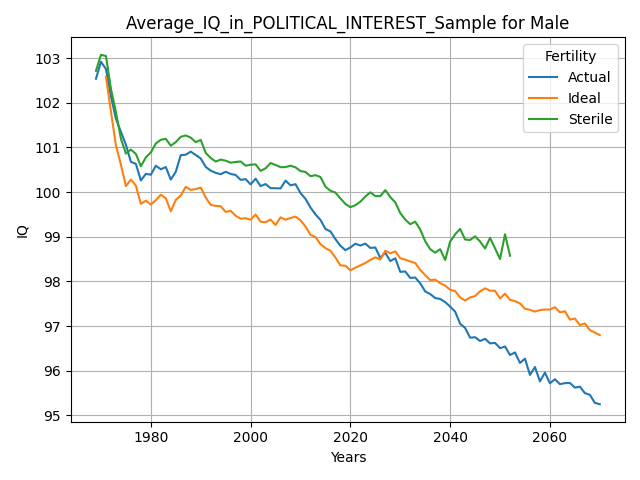 Average_IQ_in_POLITICAL_INTEREST_Sample for Male
Fertility
Actual
Ideal
Sterile
103
102
101
100
99
98
97
96
95
IQ
1980
2000
2020
2040
2060
Years